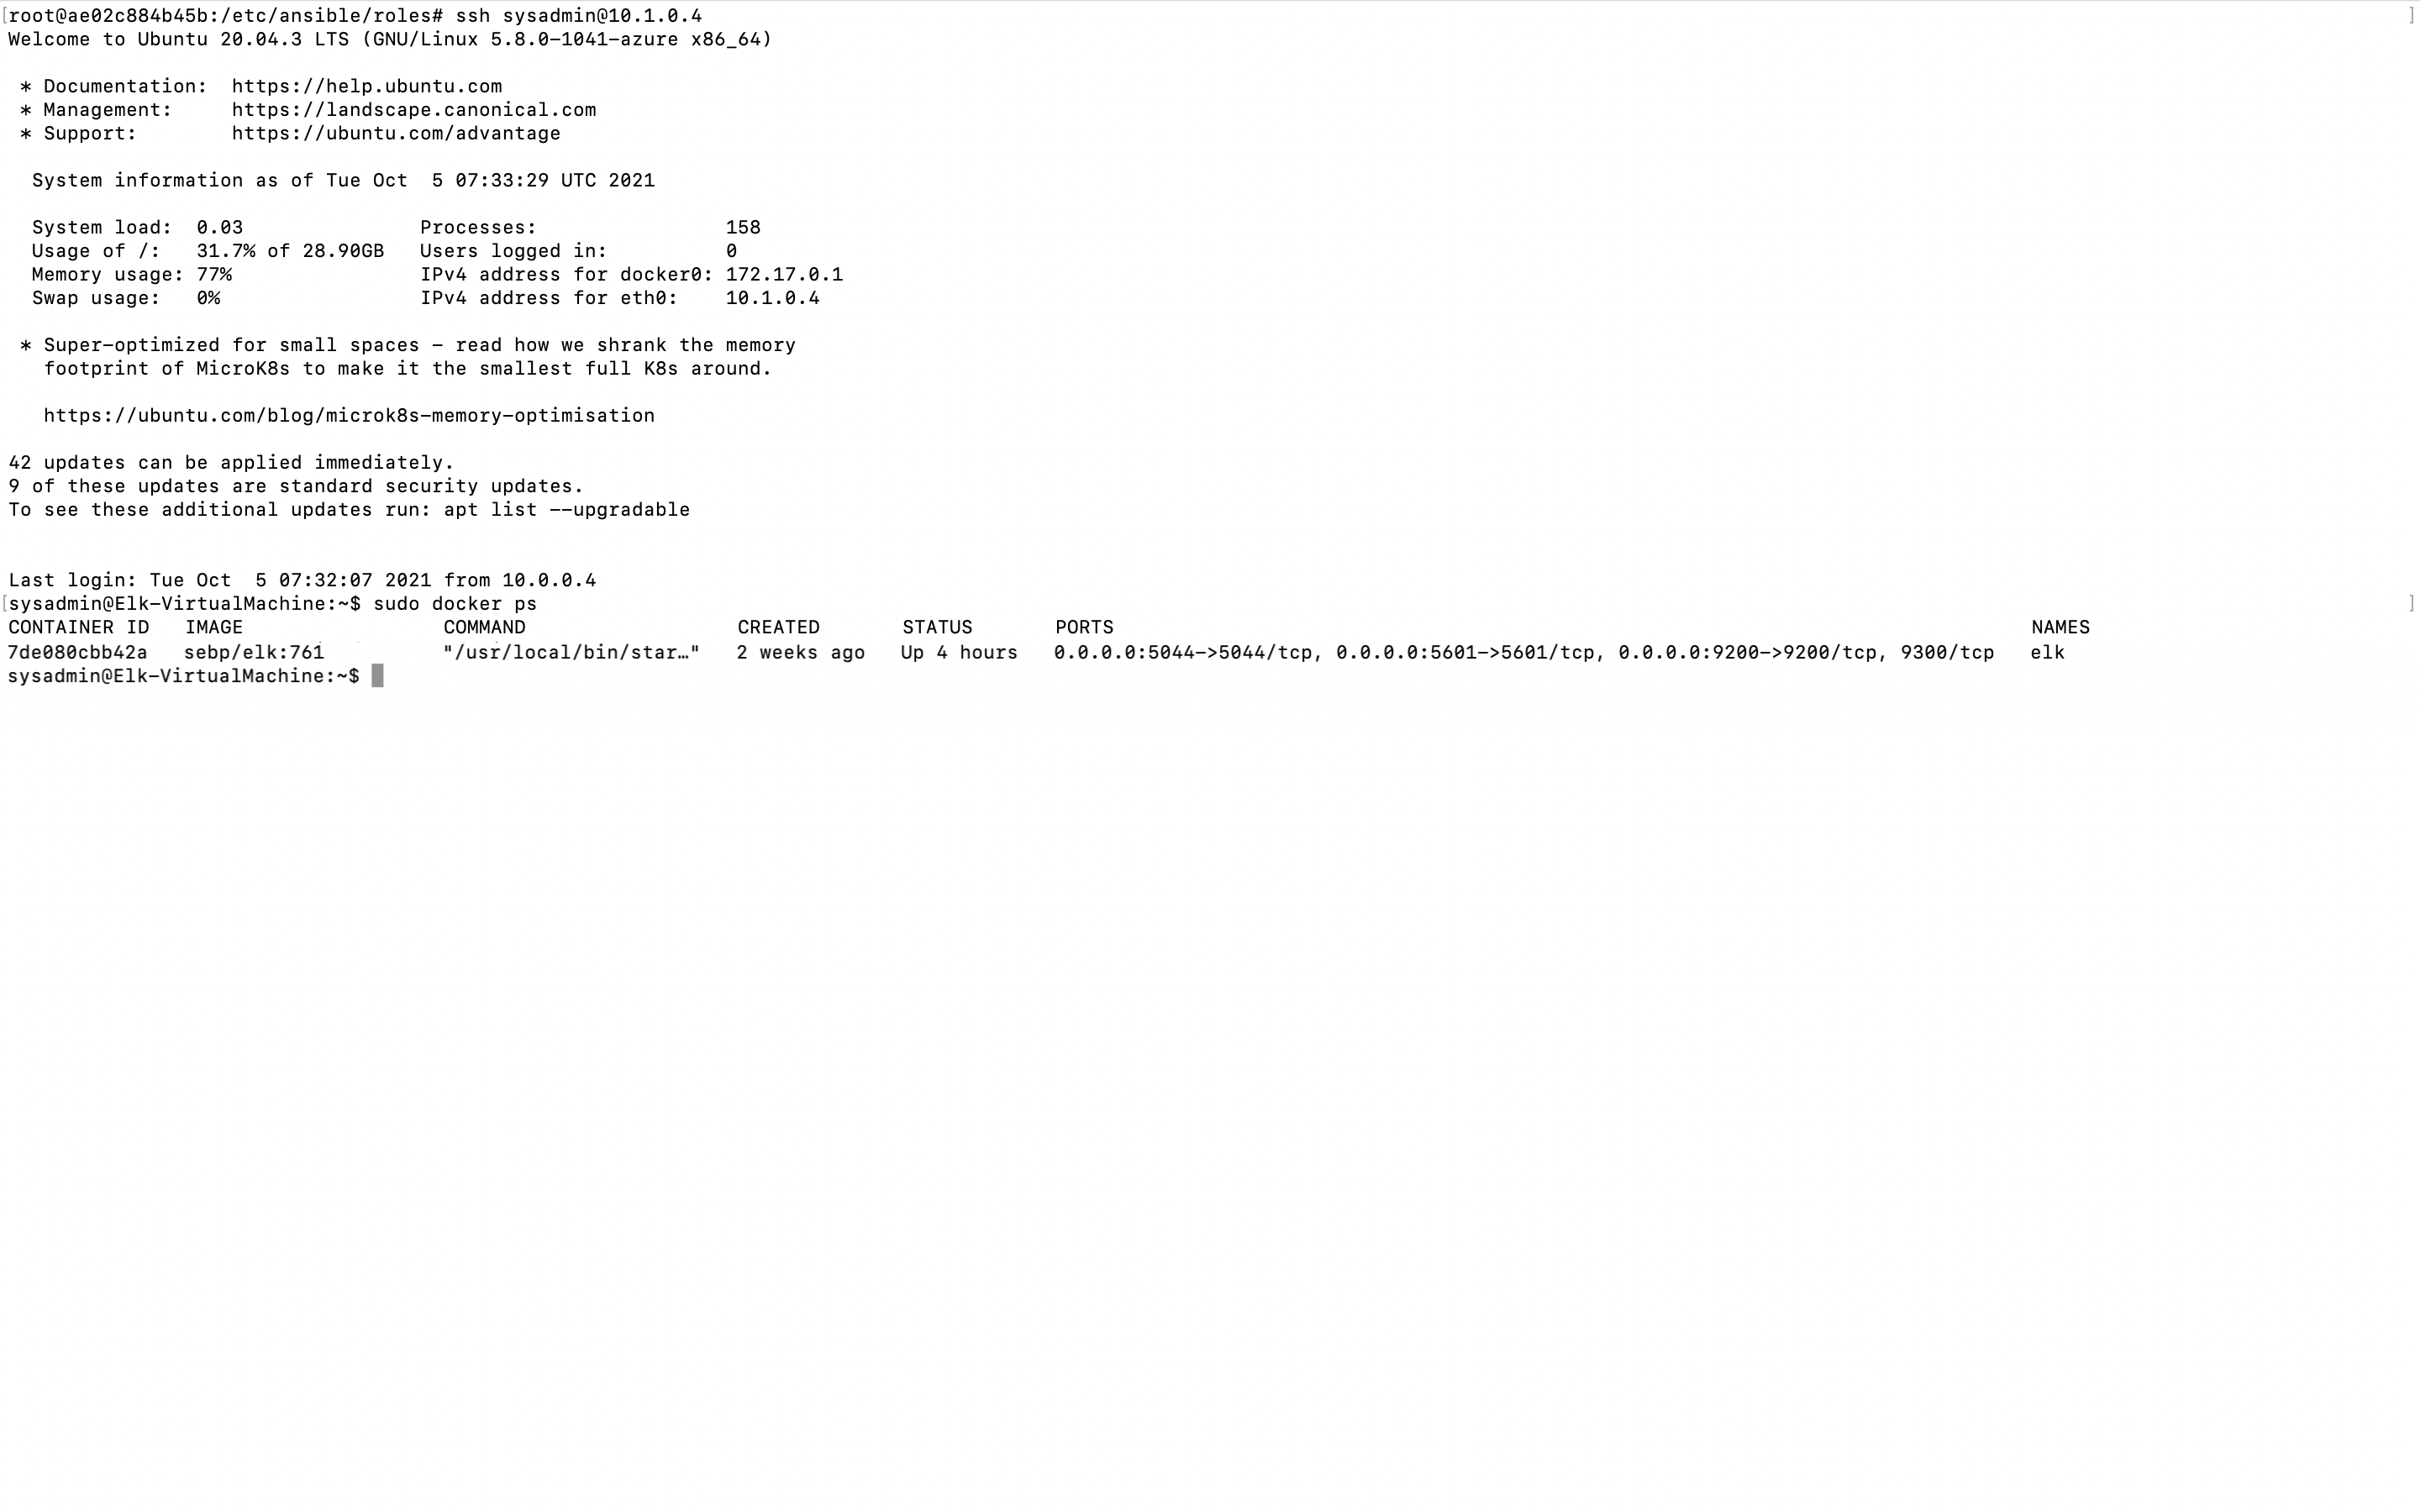 [root@ae02c884b45b:/etc/ansible/roles# ssh sysadmin@10.1.0.4 ]
Welcome to Ubuntu 20.04.3 LTS (GNU/Linux 5.8.0-1041-azure x86_64)
* Documentation: https://help.ubuntu.com
* Management: https://landscape.canonical.com
* Support: https://ubuntu.com/advantage
System information as of Tue Oct 5 07:33:29 UTC 2021
System load: 0.03 Processes: 158
Usage of /: 31.7% of 28.90GB Users logged in: 0
Memory usage: 77% IPv4 address for docker0: 172.17.0.1
Swap usage: 0% IPv4 address for eth0: 10.1.0.4
* Super-optimized for small spaces - read how we shrank the memory
footprint of MicroK8s to make it the smallest full K8s around.
https://ubuntu.com/blog/microk8s-memory-optimisation
42 updates can be applied immediately.
9 of these updates are standard security updates.
To see these additional updates run: apt list --upgradable
Last login: Tue Oct 5 07:32:07 2021 from 10.0.0.4
[sysadmin@Elk-VirtualMachine:~$ sudo docker ps ]
CONTAINER ID IMAGE COMMAND CREATED STATUS PORTS NAMES
7de080cbb42a sebp/elk:761 "/usr/local/bin/star…" 2 weeks ago Up 4 hours 0.0.0.0:5044->5044/tcp, 0.0.0.0:5601->5601/tcp, 0.0.0.0:9200->9200/tcp, 9300/tcp elk
sysadmin@Elk-VirtualMachine:~$